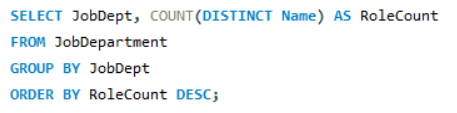 SELECT JobDept, COUNT(DISTINCT Name) AS RoleCount
FROM JobDepartment
GROUP BY JobDept
ORDER BY RoleCount DESC;